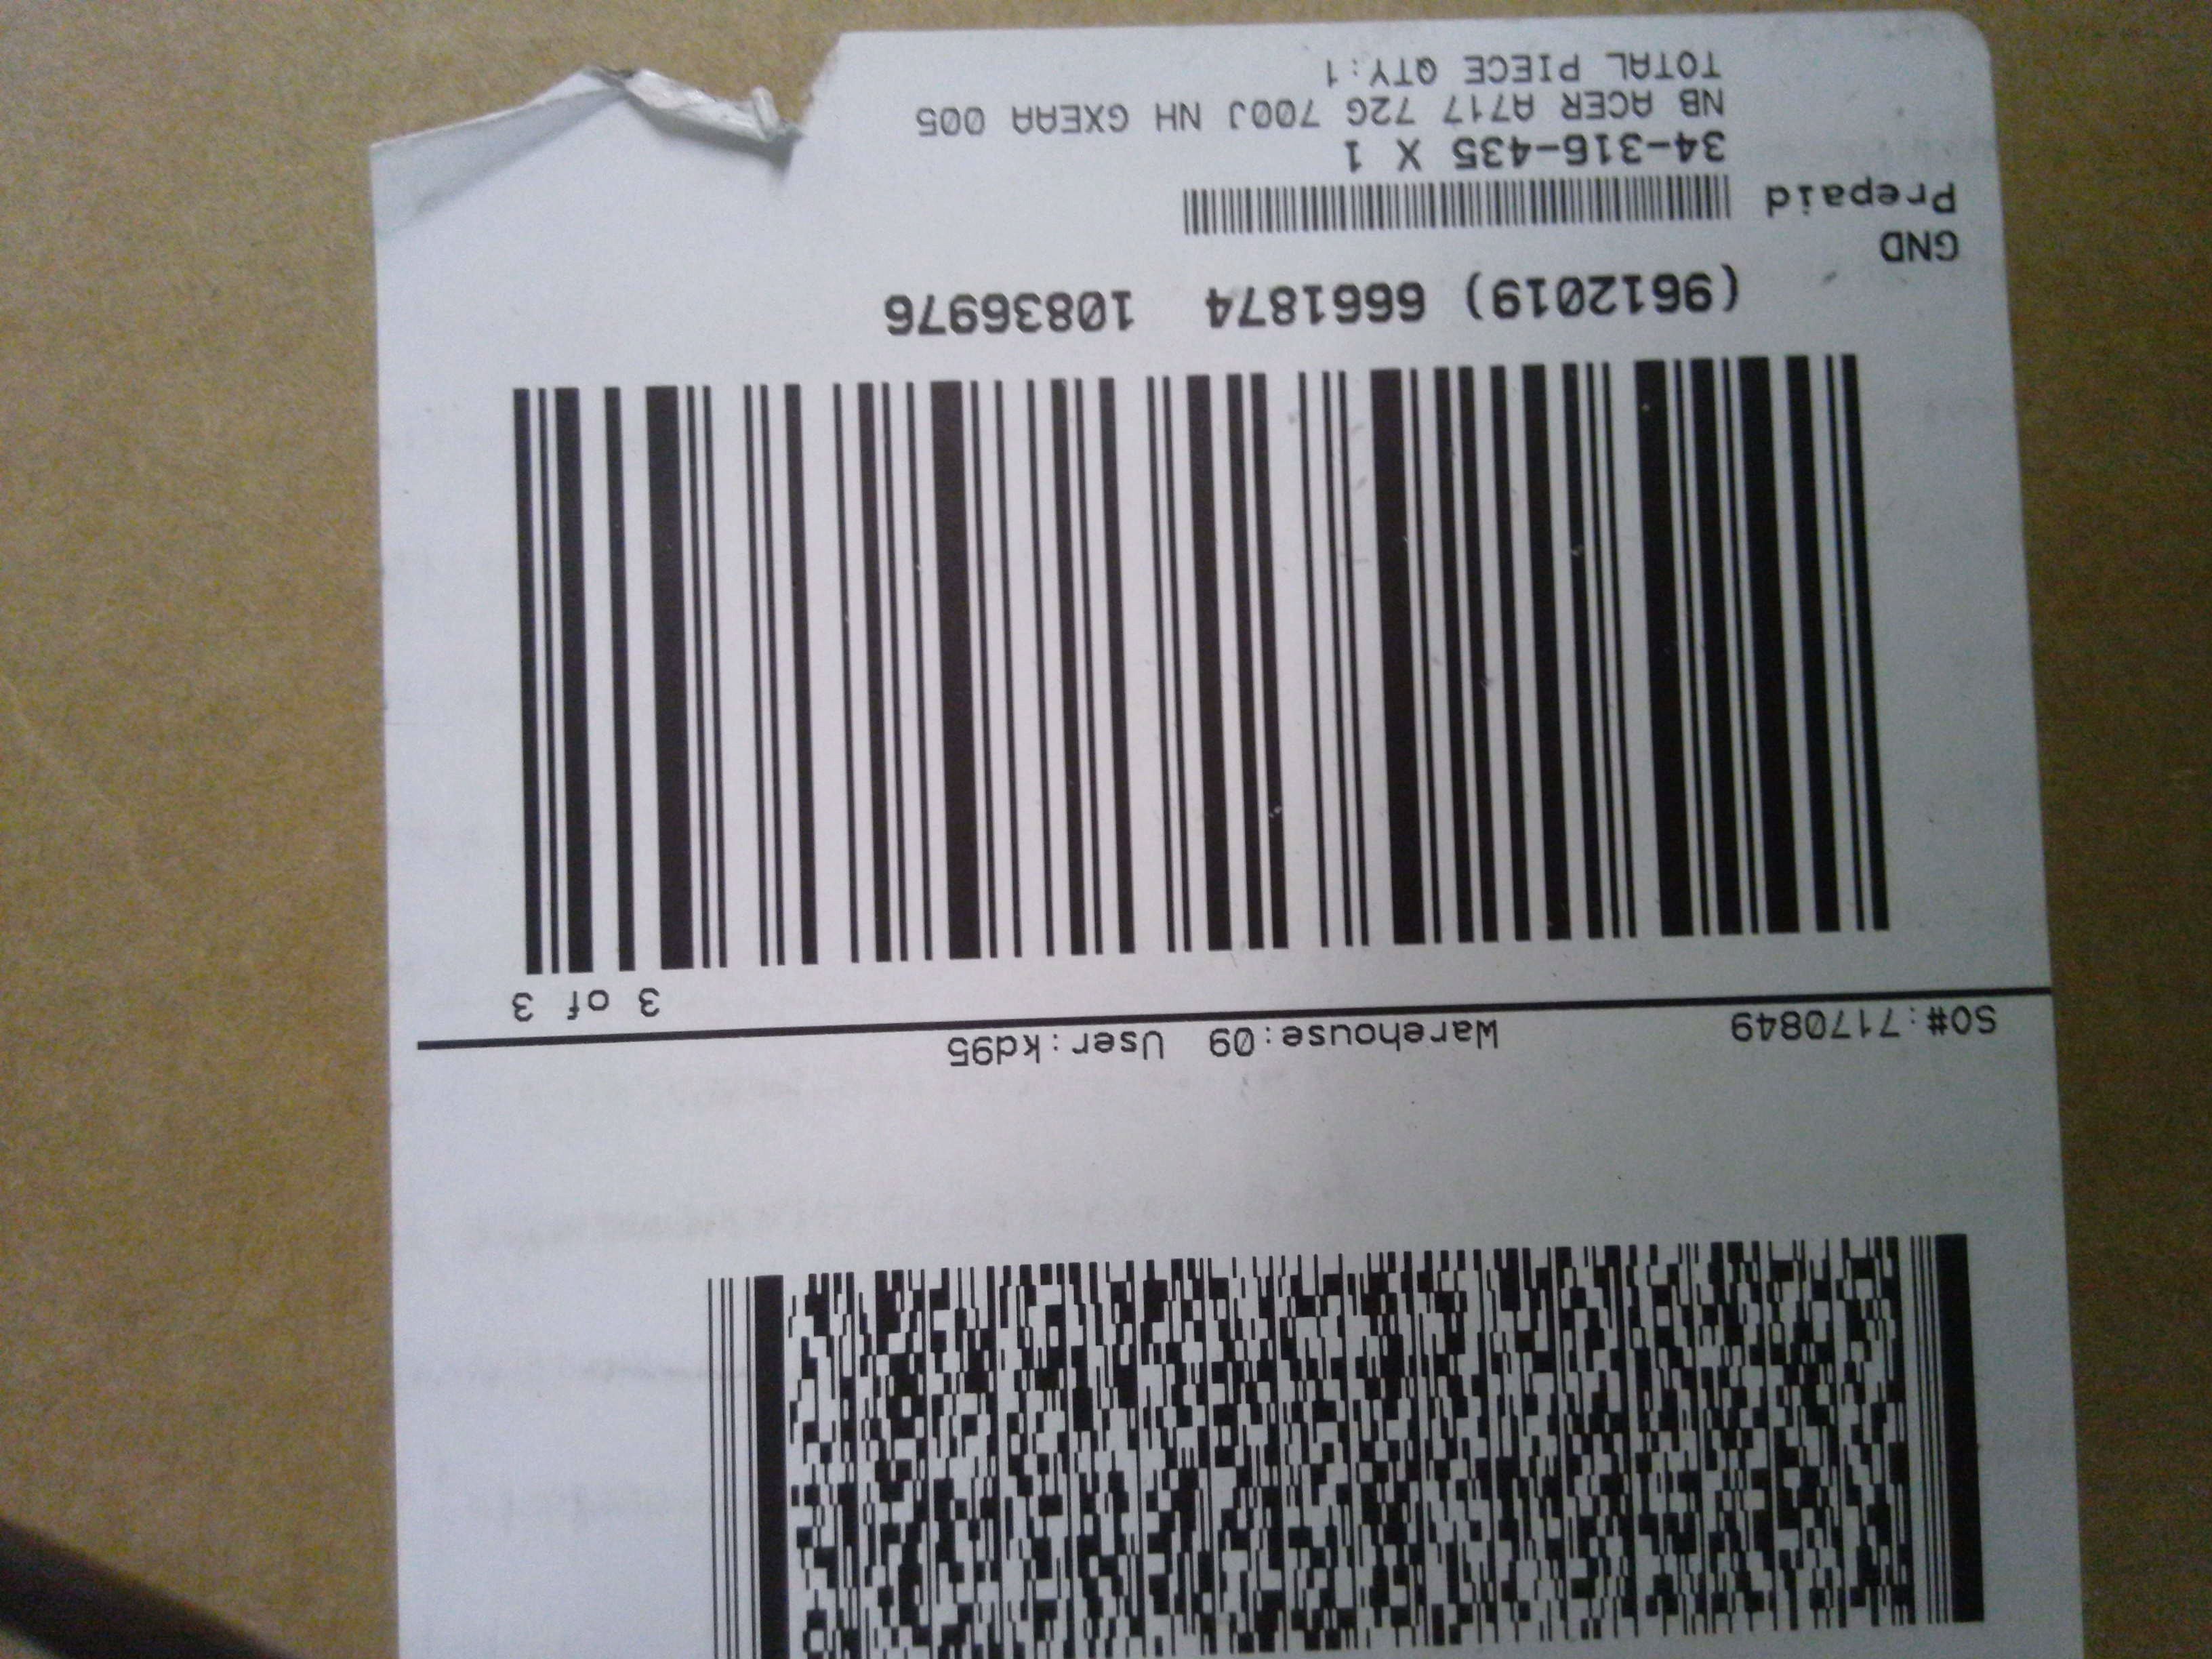 SO#:7170849 Warehouse:09 User:kd95
3 of 3
(9612019) 6661874 10836976
GND
Prepaid
34-316-435 X 1
NB ACER A717 72G 700J NH GXEAA 005
TOTAL PIECE QTY:1